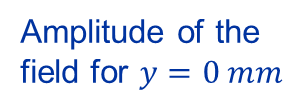 Amplitude of the
field for y = 0 mm